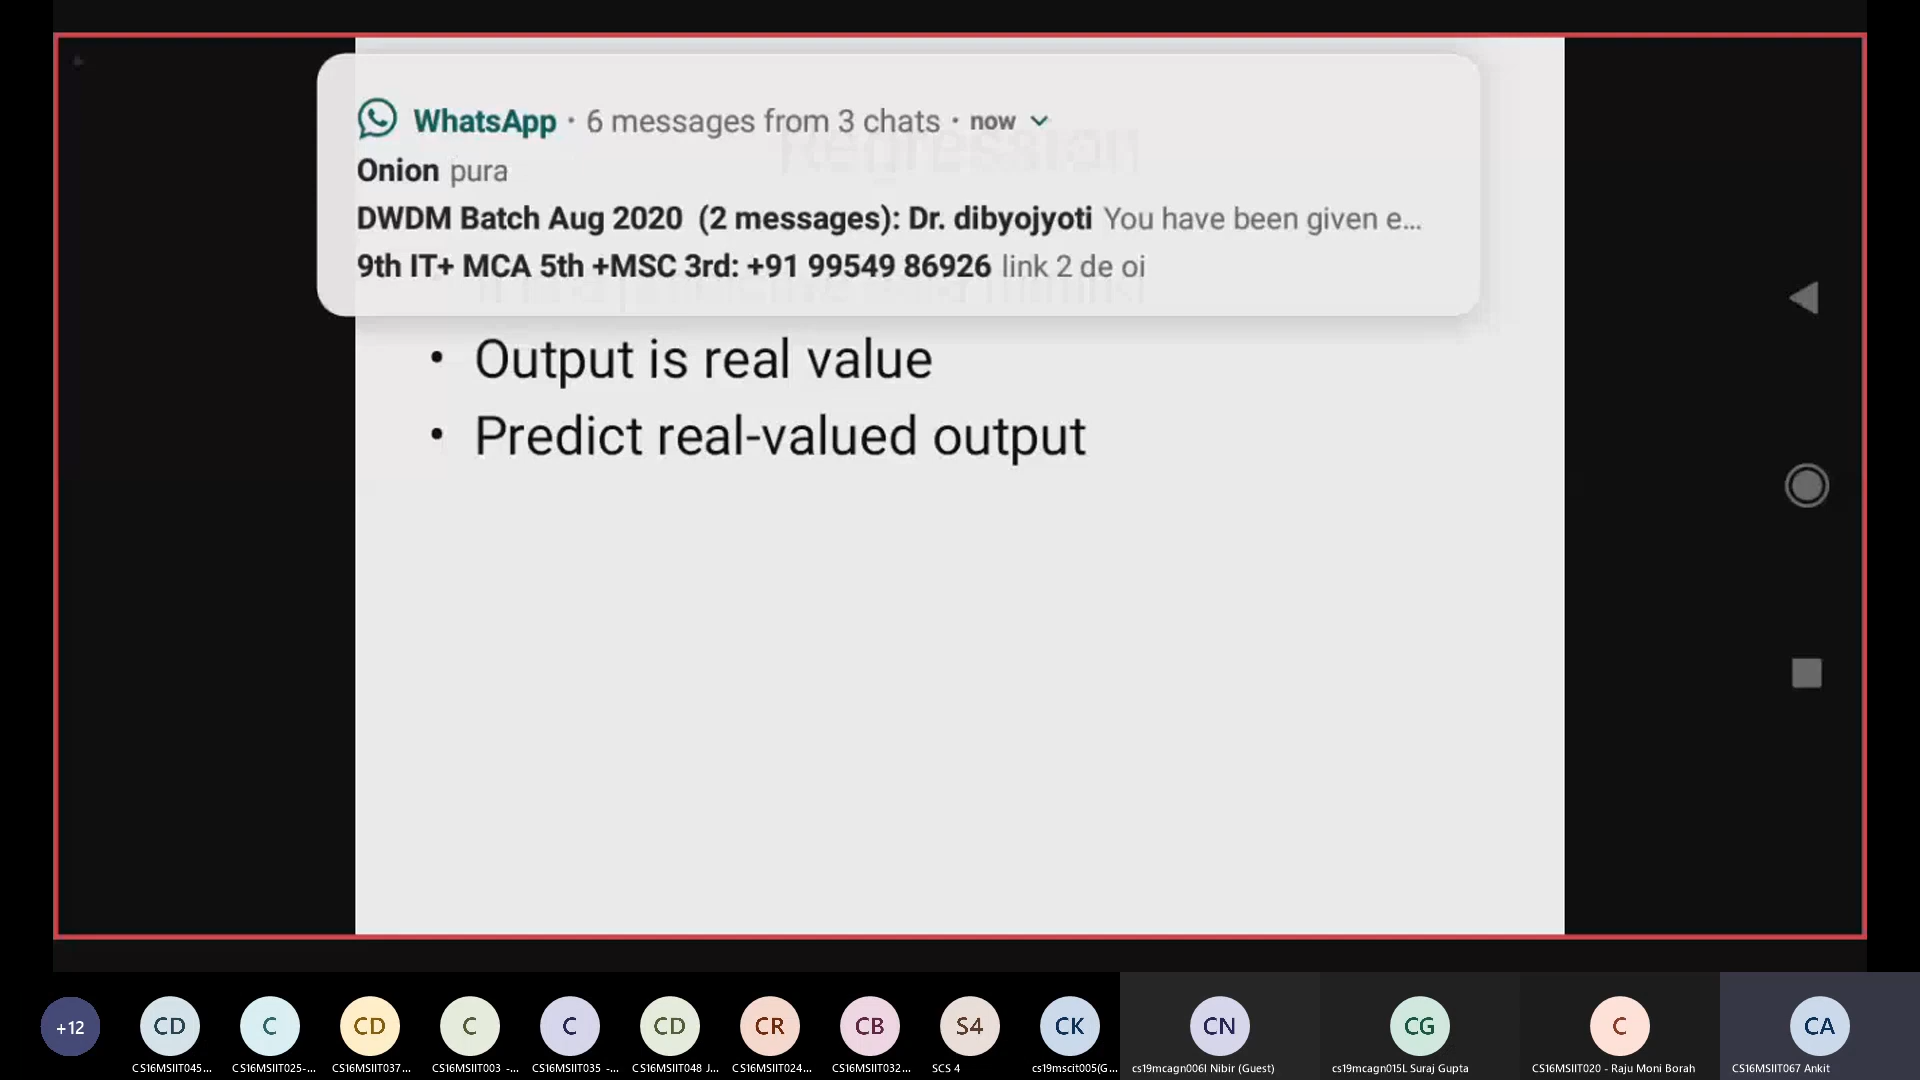 WhatsApp · 6 messages from 3 chats · now
Regression
Onion pura
DWDM Batch Aug 2020 (2 messages): Dr. dibyojyoti You have been given e...
9th IT+ MCA 5th +MSC 3rd: +91 99549 86926 link 2 de oi
• Output is real value
• Predict real-valued output
+12
CD
C
CD
C
C
CD
CR
CB
S4
CK
CN
CG
C
CA
CS16MSIIT045...
CS16MSIIT025-...
CS16MSIIT037...
CS16MSIIT003 -...
CS16MSIIT035 -...
CS16MSIIT048 J...
CS16MSIIT024...
CS16MSIIT032...
SCS 4
cs19mscit005(G...
cs19mcagn006l Nibir (Guest)
cs19mcagn015L Suraj Gupta
CS16MSIIT020 - Raju Moni Borah
CS16MSIIT067 Ankit